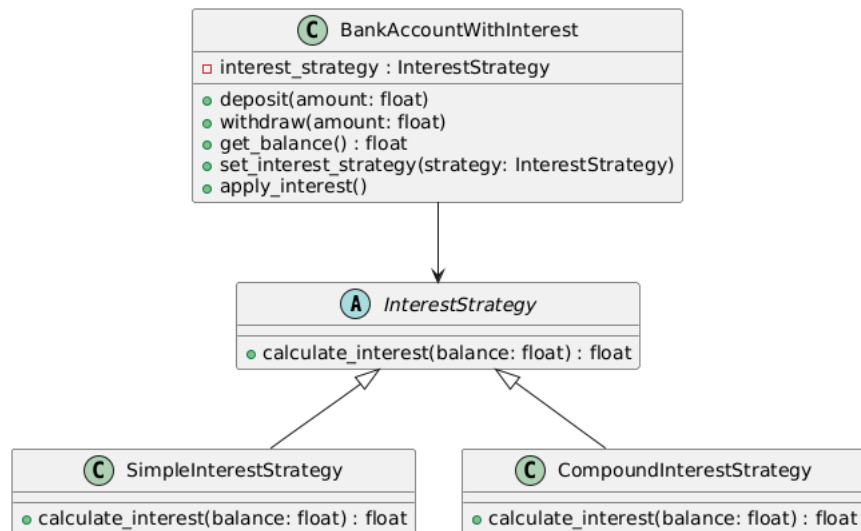 C BankAccountWithInterest
interest_strategy : InterestStrategy
deposit(amount: float)
withdraw(amount: float)
get_balance() : float
set_interest_strategy(strategy: InterestStrategy)
apply_interest()
A InterestStrategy
calculate_interest(balance: float) : float
C SimpleInterestStrategy
calculate_interest(balance: float) : float
C CompoundInterestStrategy
calculate_interest(balance: float) : float